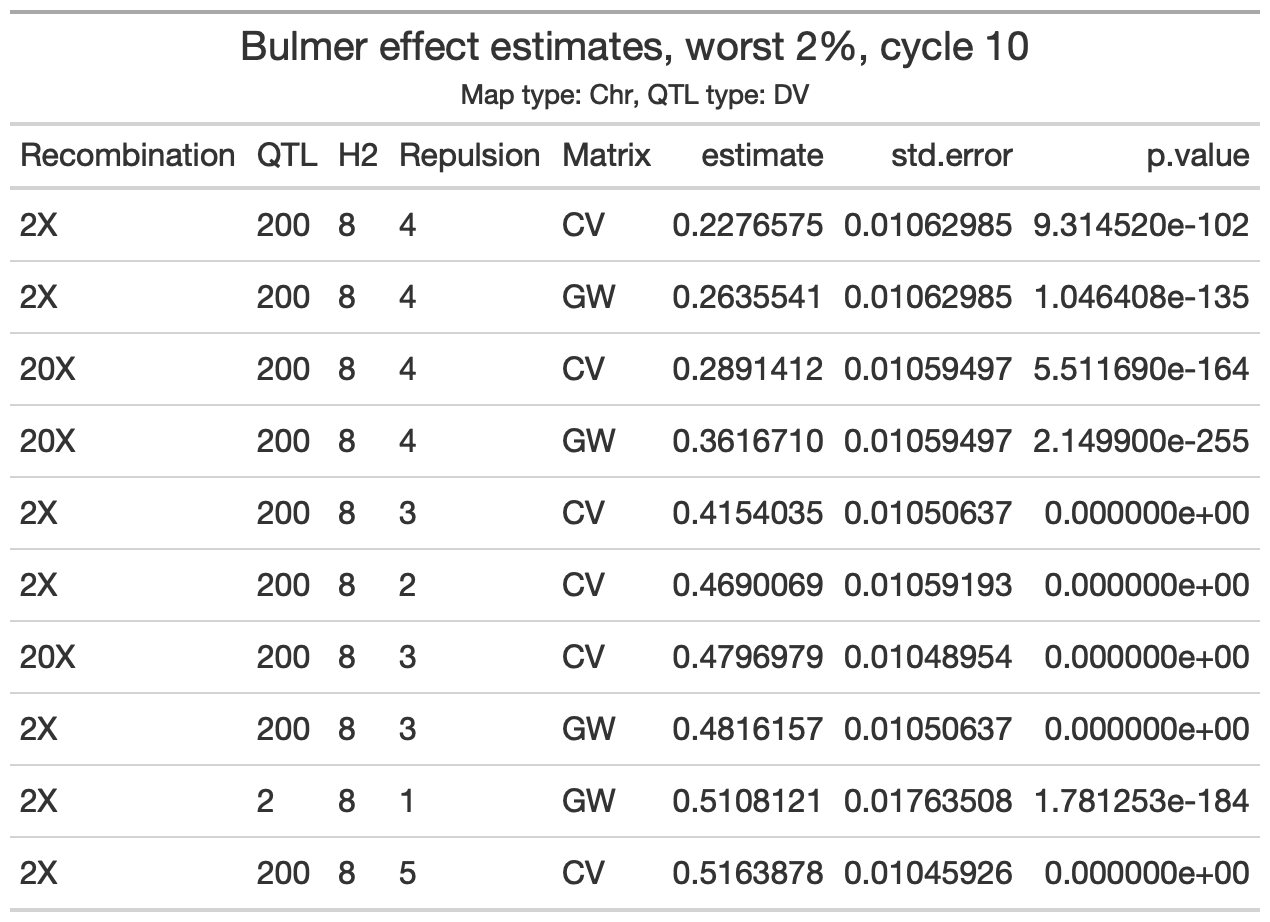 Bulmer effect estimates, worst 2%, cycle 10
Map type: Chr, QTL type: DV
Recombination QTL H2 Repulsion Matrix estimate std.error p.value
2X 200 8 4 CV 0.2276575 0.01062985 9.314520e-102
2X 200 8 4 GW 0.2635541 0.01062985 1.046408e-135
20X 200 8 4 CV 0.2891412 0.01059497 5.511690e-164
20X 200 8 4 GW 0.3616710 0.01059497 2.149900e-255
2X 200 8 3 CV 0.4154035 0.01050637 0.000000e+00
2X 200 8 2 CV 0.4690069 0.01059193 0.000000e+00
20X 200 8 3 CV 0.4796979 0.01048954 0.000000e+00
2X 200 8 3 GW 0.4816157 0.01050637 0.000000e+00
2X 2 8 1 GW 0.5108121 0.01763508 1.781253e-184
2X 200 8 5 CV 0.5163878 0.01045926 0.000000e+00